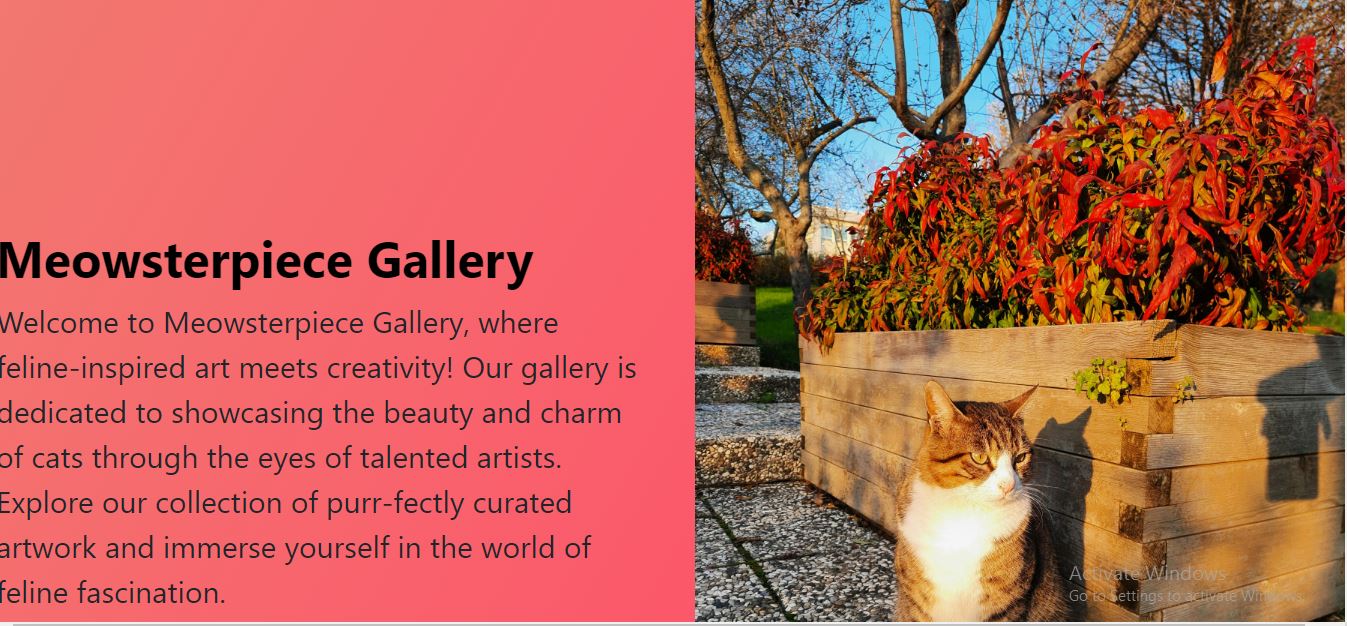 Meowsterpiece Gallery
Welcome to Meowsterpiece Gallery, where
feline-inspired art meets creativity! Our gallery is
dedicated to showcasing the beauty and charm
of cats through the eyes of talented artists.
Explore our collection of purr-fectly curated
artwork and immerse yourself in the world of
feline fascination.
Activate Windows
Go to Settings to activate Windows.